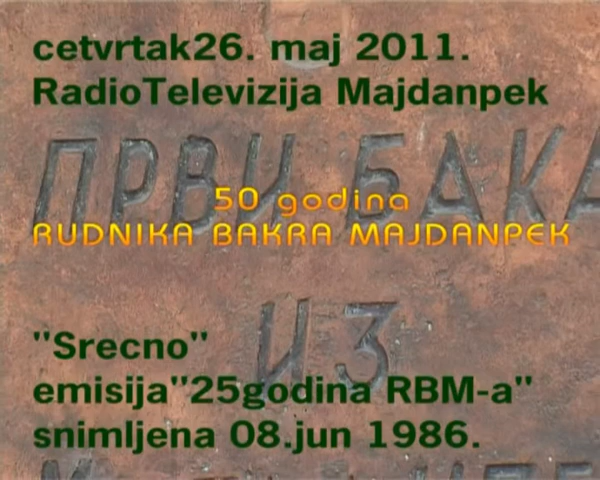 cetvrtak26. maj 2011.
RadioTelevizija Majdanpek
ПРВИ
50 godina
RUDNIKA BAKRA MAJDANPEK
ИЗ
"Srecno"
emisija"25godina RBM-a"
snimljena 08.jun 1986.